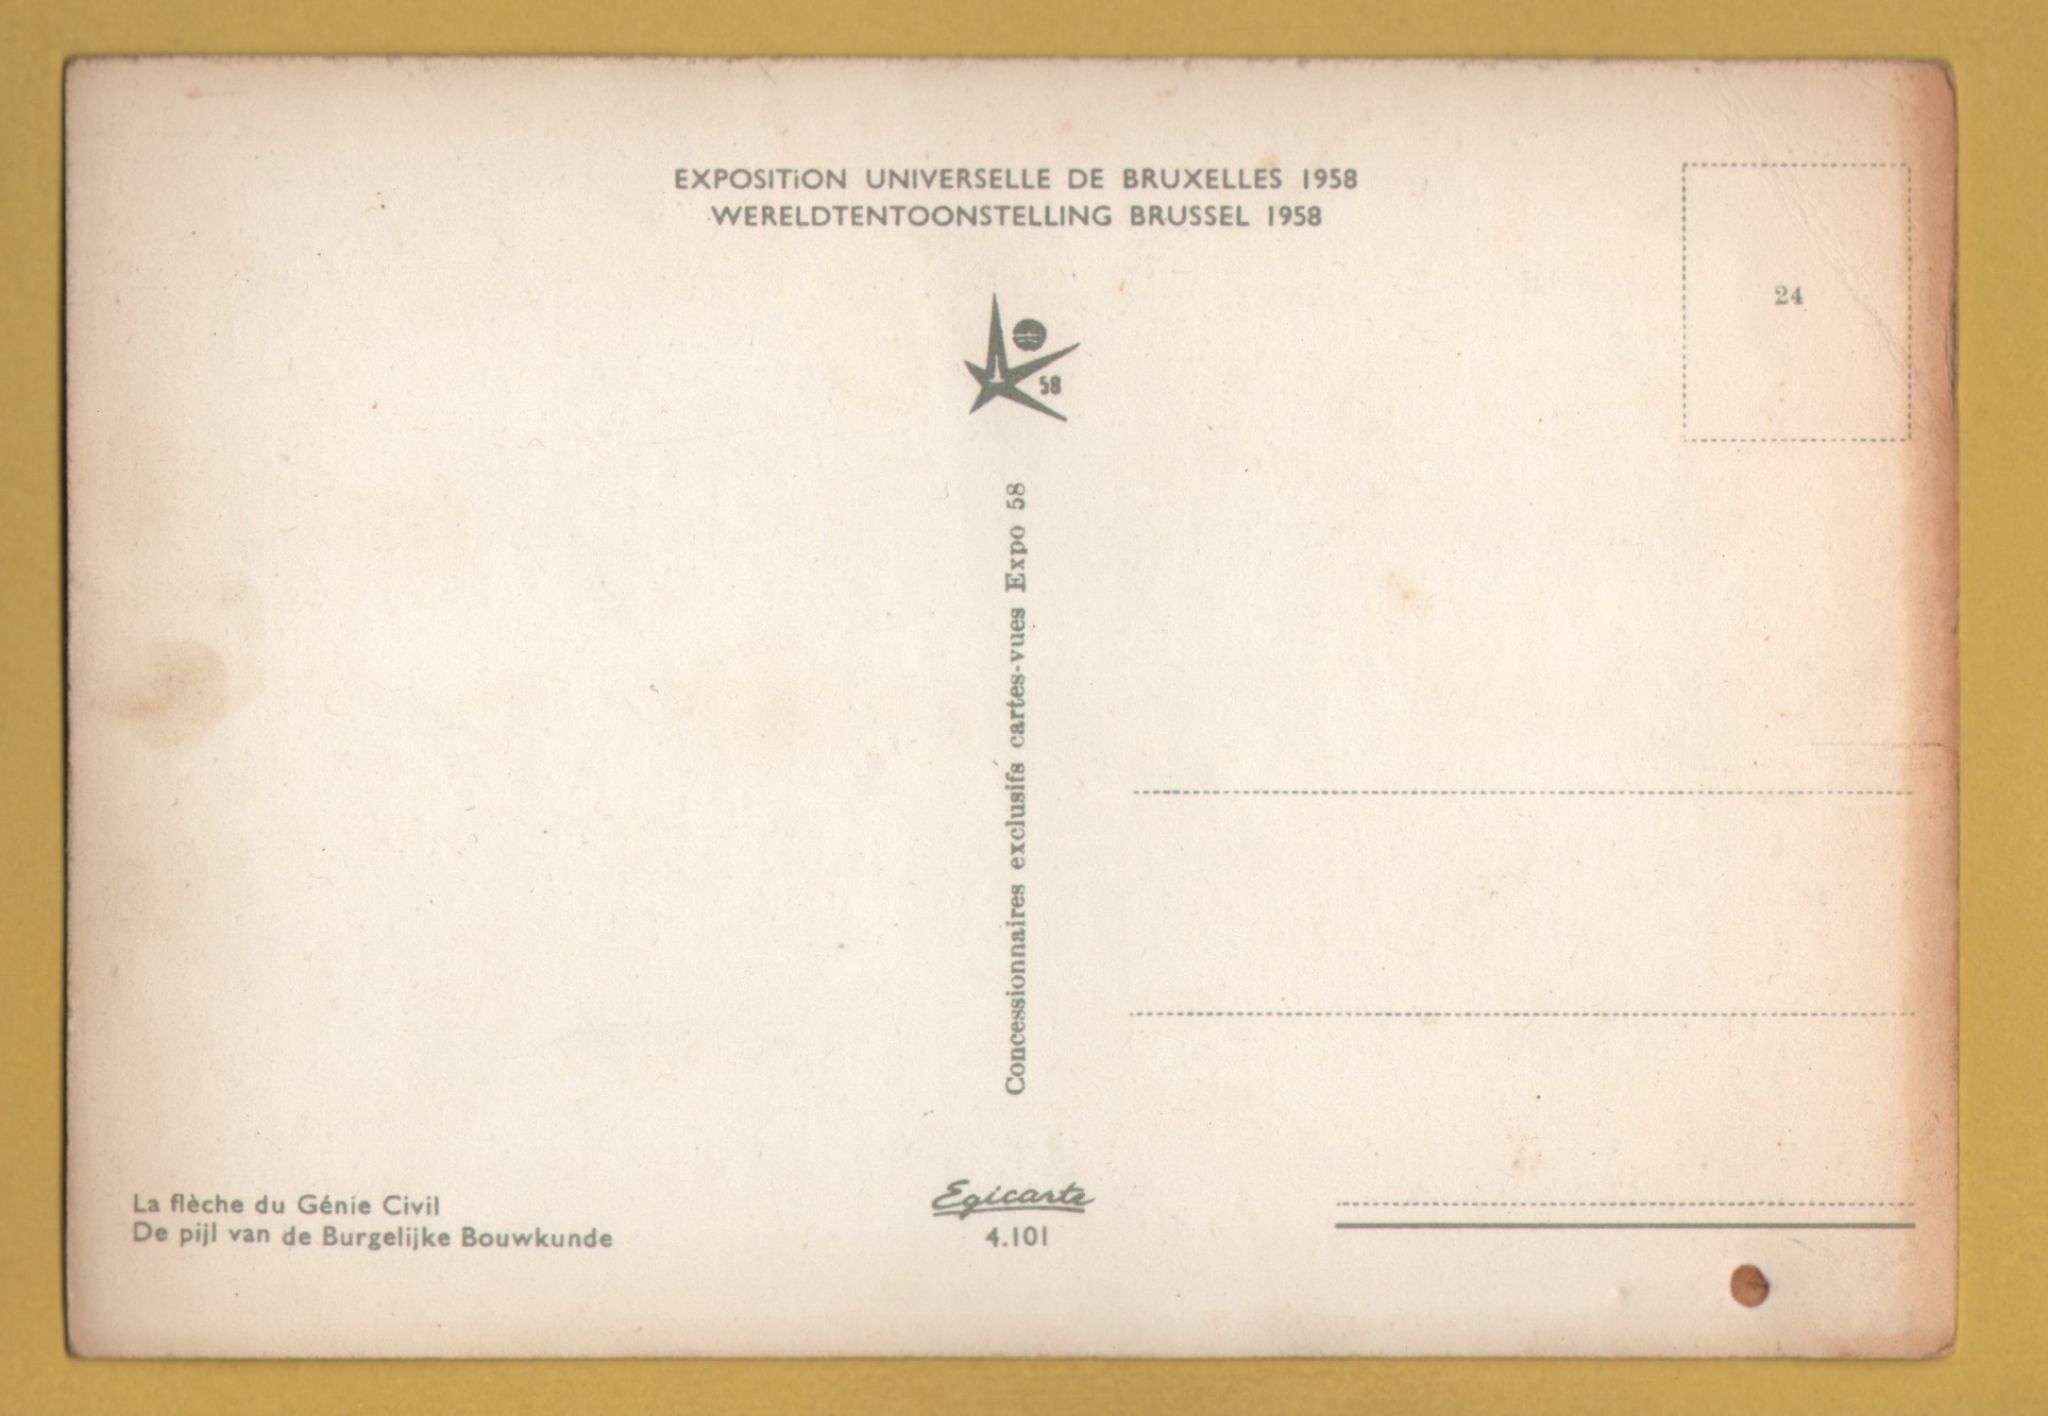 EXPOSITiON UNIVERSELLE DE BRUXELLES 1958
WERELDTENTOONSTELLING BRUSSEL 1958
24
58
Concessionnaires exclusifs cartes-vues Expo 58
La flèche du Génie Civil
De pijl van de Burgelijke Bouwkunde
Egicarte
4.101